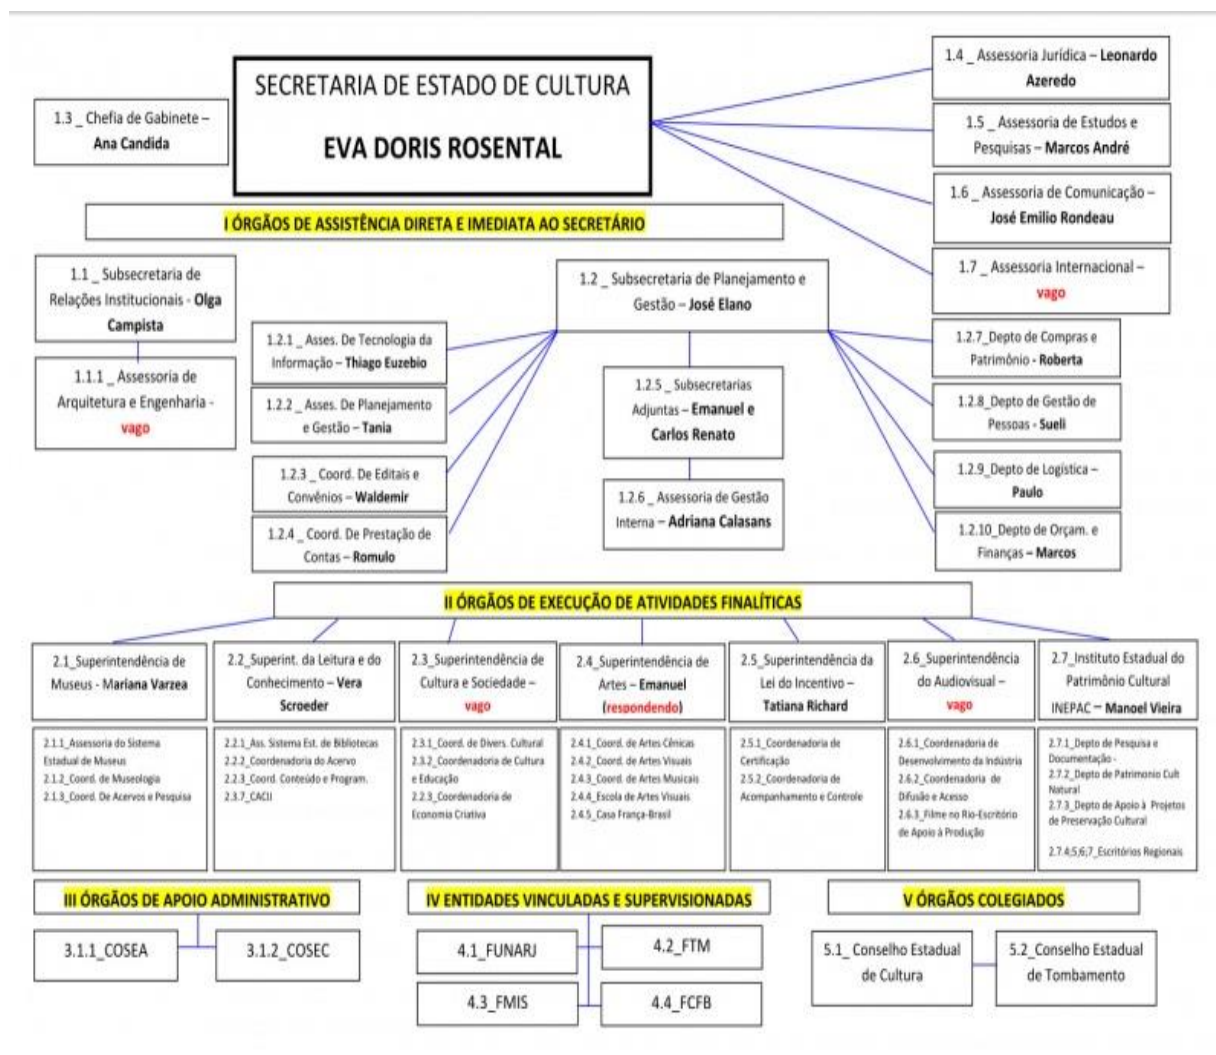 SECRETARIA DE ESTADO DE CULTURA
EVA DORIS ROSENTAL
1.3 _ Chefia de Gabinete –
Ana Candida
1.4 _ Assessoria Jurídica – Leonardo
Azeredo
1.5 _ Assessoria de Estudos e
Pesquisas – Marcos André
1.6 _ Assessoria de Comunicação –
José Emilio Rondeau
1.7 _ Assessoria Internacional –
vago
I ÓRGÃOS DE ASSISTÊNCIA DIRETA E IMEDIATA AO SECRETÁRIO
1.1 _ Subsecretaria de
Relações Institucionais - Olga
Campista
1.1.1 _ Assessoria de
Arquitetura e Engenharia -
vago
1.2 _ Subsecretaria de Planejamento e
Gestão – José Elano
1.2.1 _ Asses. De Tecnologia da
Informação – Thiago Euzebio
1.2.2 _ Asses. De Planejamento
e Gestão – Tania
1.2.3 _ Coord. De Editais e
Convênios – Waldemir
1.2.4 _ Coord. De Prestação de
Contas – Romulo
1.2.5 _ Subsecretarias
Adjuntas – Emanuel e
Carlos Renato
1.2.6 _ Assessoria de Gestão
Interna – Adriana Calasans
1.2.7_Depto de Compras e
Patrimônio - Roberta
1.2.8_Depto de Gestão de
Pessoas - Sueli
1.2.9_Depto de Logística –
Paulo
1.2.10_Depto de Orçam. e
Finanças – Marcos
II ÓRGÃOS DE EXECUÇÃO DE ATIVIDADES FINALÍTICAS
2.1_Superintendência de
Museus - Mariana Varzea
2.1.1_Assessoria do Sistema
Estadual de Museus
2.1.2_Coord. de Museologia
2.1.3_Coord. De Acervos e Pesquisa
2.2_Superint. da Leitura e do
Conhecimento – Vera
Scroeder
2.2.1_Ass. Sistema Est. de Bibliotecas
2.2.2_Coordenadoria do Acervo
2.2.3_Coord. Conteúdo e Program.
2.3.7_CACII
2.3_Superintendência de
Cultura e Sociedade –
vago
2.3.1_Coord. de Divers. Cultural
2.3.2_Coordenadoria de Cultura
e Educação
2.2.3_Coordenadoria de
Economia Criativa
2.4_Superintendência de
Artes – Emanuel
(respondendo)
2.4.1_Coord. de Artes Cênicas
2.4.2_Coord. de Artes Visuais
2.4.3_Coord. de Artes Musicais
2.4.4_Escola de Artes Visuais
2.4.5_Casa França-Brasil
2.5_Superintendência da
Lei do Incentivo –
Tatiana Richard
2.5.1_Coordenadoria de
Certificação
2.5.2_Coordenadoria de
Acompanhamento e Controle
2.6_Superintendência
do Audiovisual –
vago
2.6.1_Coordenadoria de
Desenvolvimento da Indústria
2.6.2_Coordenadoria de
Difusão e Acesso
2.6.3_Filme no Rio-Escritório
de Apoio à Produção
2.7_Instituto Estadual do
Patrimônio Cultural
INEPAC – Manoel Vieira
2.7.1_Depto de Pesquisa e
Documentação -
2.7.2_Depto de Patrimonio Cult
Natural
2.7.3_Depto de Apoio à Projetos
de Preservação Cultural
2.7.4;5,6;7_Escritórios Regionais
III ÓRGÃOS DE APOIO ADMINISTRATIVO
3.1.1_COSEA
3.1.2_COSEC
IV ENTIDADES VINCULADAS E SUPERVISIONADAS
4.1_FUNARJ
4.2_FTM
4.3_FMIS
4.4_FCFB
V ÓRGÃOS COLEGIADOS
5.1_ Conselho Estadual
de Cultura
5.2_Conselho Estadual
de Tombamento